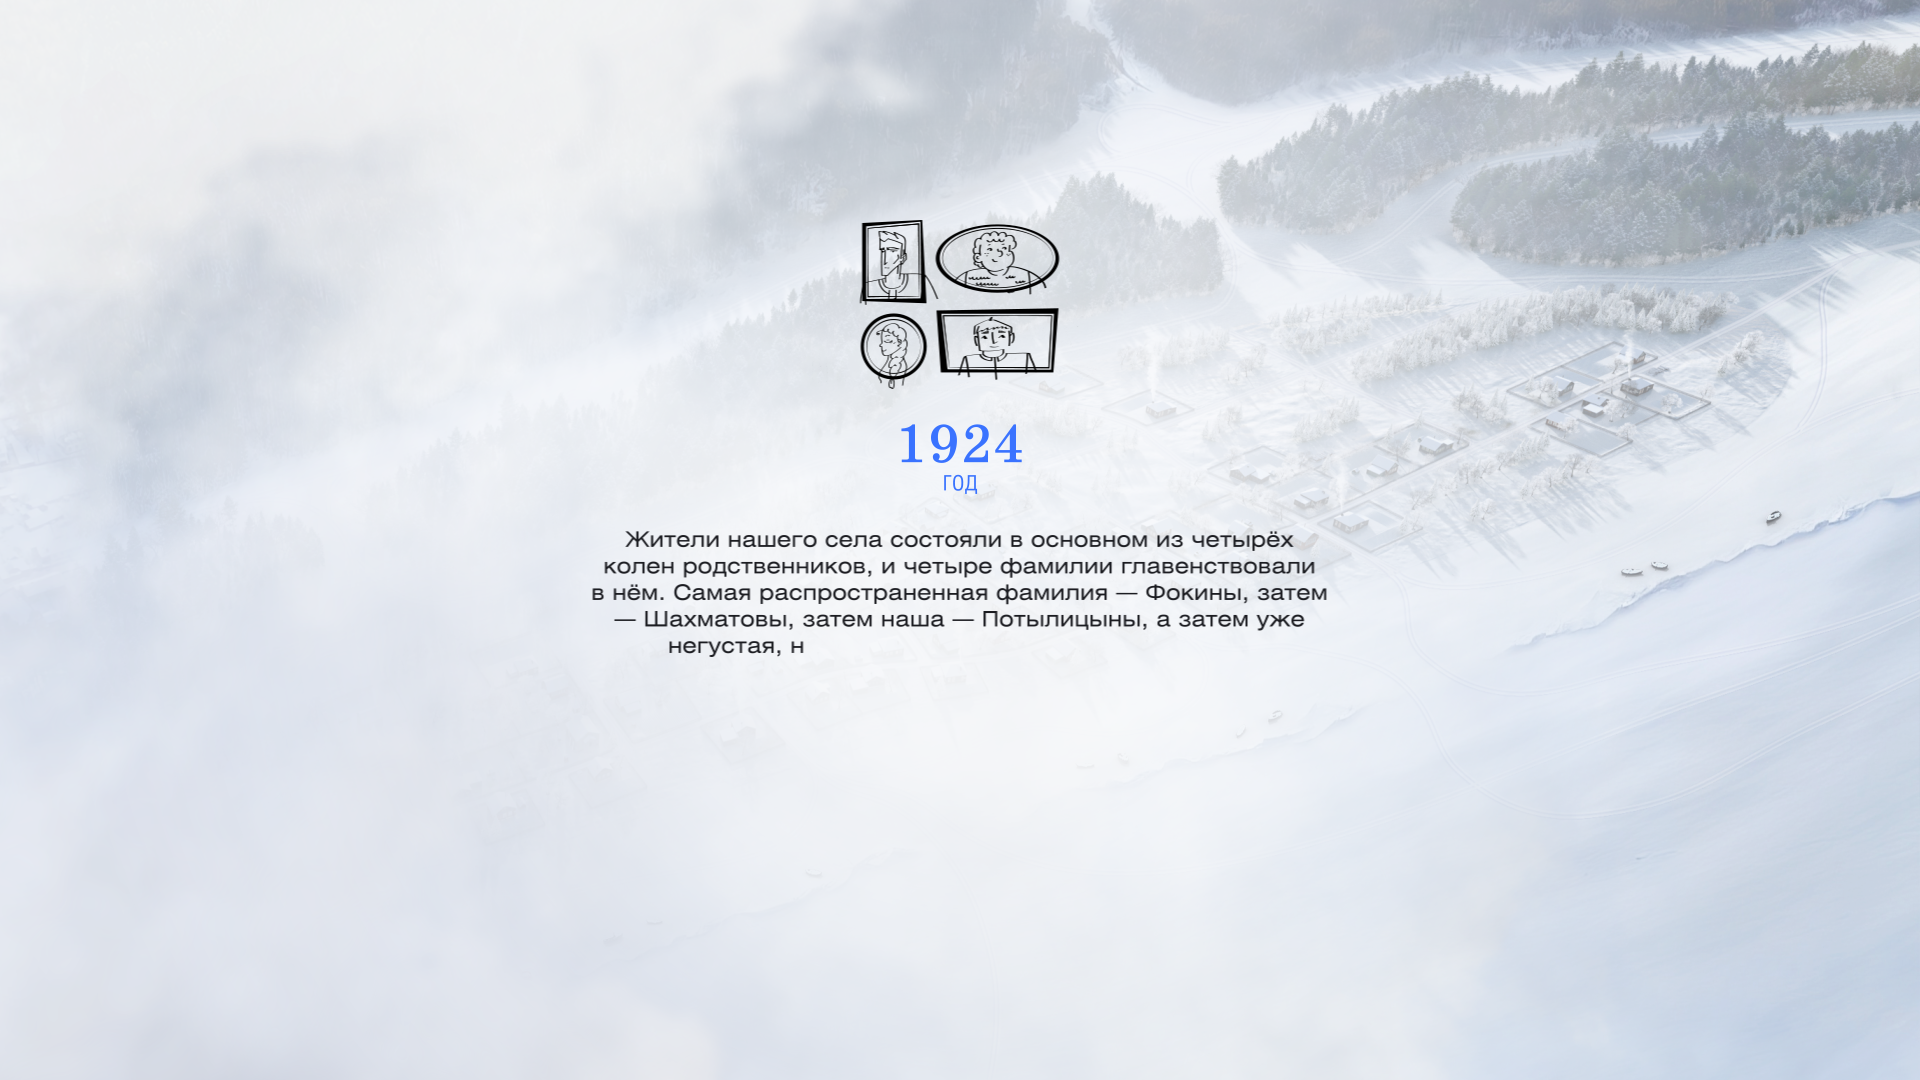 1924
ГОД
Жители нашего села состояли в основном из четырёх
колен родственников, и четыре фамилии главенствовали
в нём. Самая распространенная фамилия — Фокины, затем
— Шахматовы, затем наша — Потылицыны, а затем уже
негустая, н